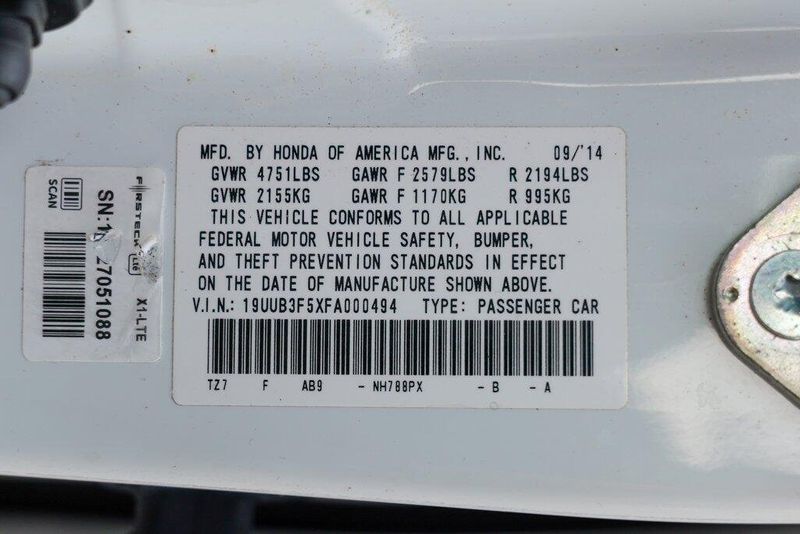 MFD. BY HONDA OF AMERICA MFG., INC. 09/'14
GVWR 4751LBS GAWR F 2579LBS R 2194LBS
GVWR 2155KG GAWR F 1170KG R 995KG
THIS VEHICLE CONFORMS TO ALL APPLICABLE
FEDERAL MOTOR VEHICLE SAFETY, BUMPER,
AND THEFT PREVENTION STANDARDS IN EFFECT
ON THE DATE OF MANUFACTURE SHOWN ABOVE.
V.I.N.: 19UUB3F5XFA000494 TYPE: PASSENGER CAR
TZ7 F AB9 - NH788PX - B - A
SCAN
FIRSTECH
LTE
X1-LTE